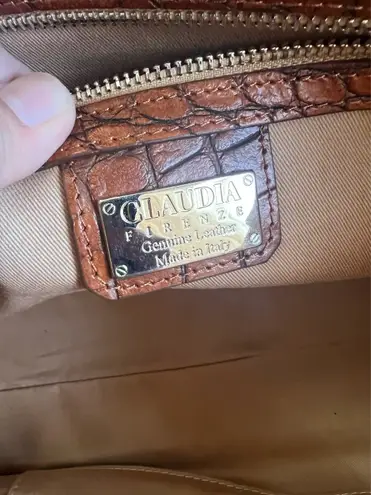 CLAUDIA
FIRENZE
Genuine Leather
Made in Italy